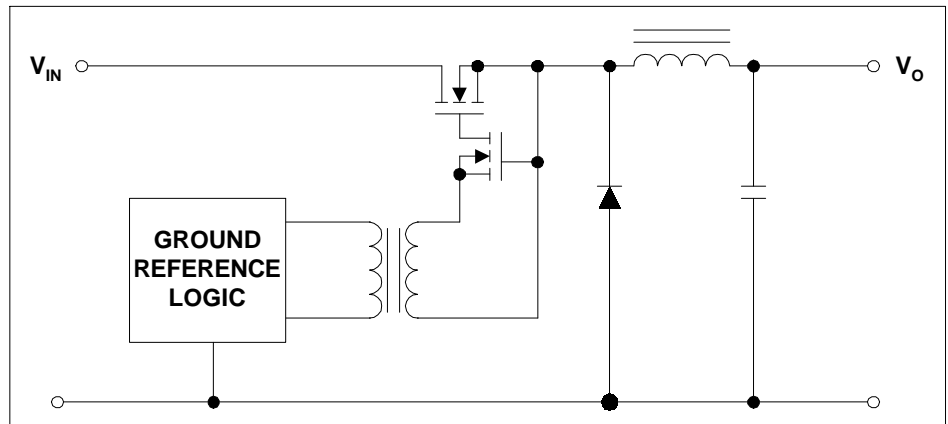 V_IN
V_O
GROUND
REFERENCE
LOGIC